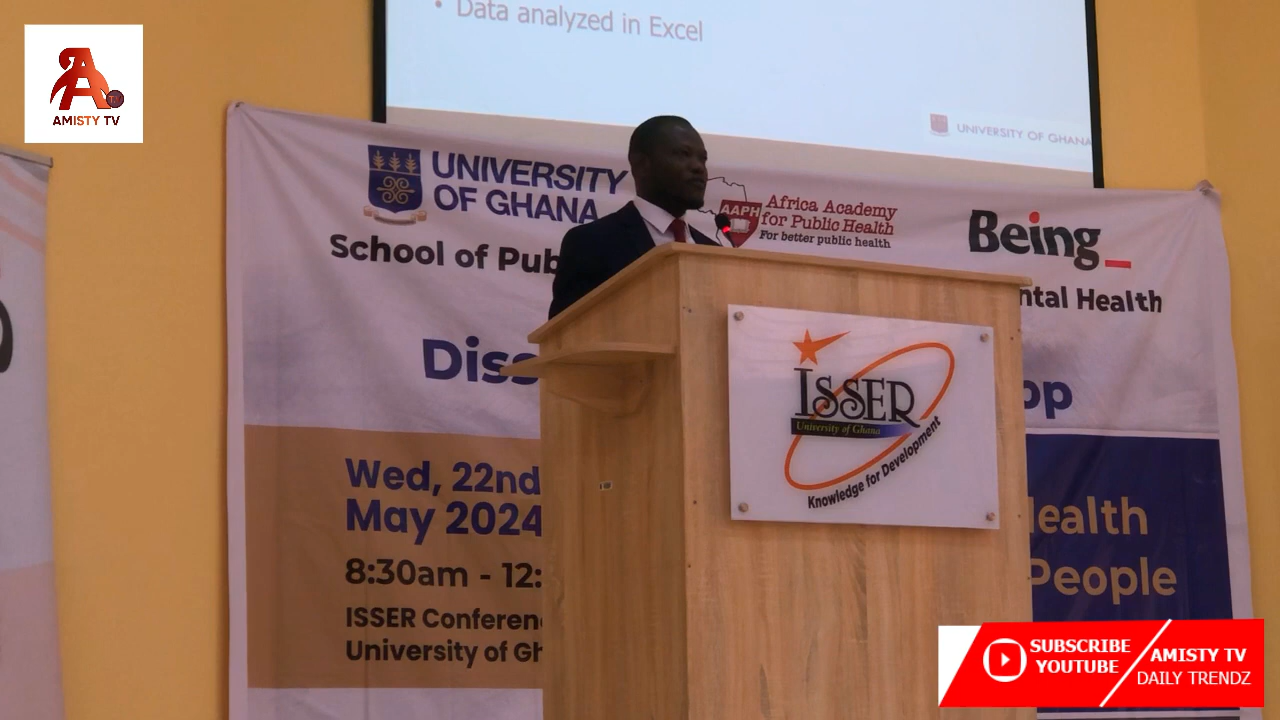 • Data analyzed in Excel
UNIVERSITY OF GHANA
AMISTY TV
UNIVERSITY
OF GHANA
School of Pub
AAPH
Africa Academy
for Public Health
For better public health
Being_
ntal Health
Diss
op
Wed, 22nd
May 2024
8:30am - 12:
ISSER Conferen
University of Gh
ealth
People
ISSER
University of Ghana
Knowledge for Development
SUBSCRIBE
YOUTUBE
AMISTY TV
DAILY TRENDZ